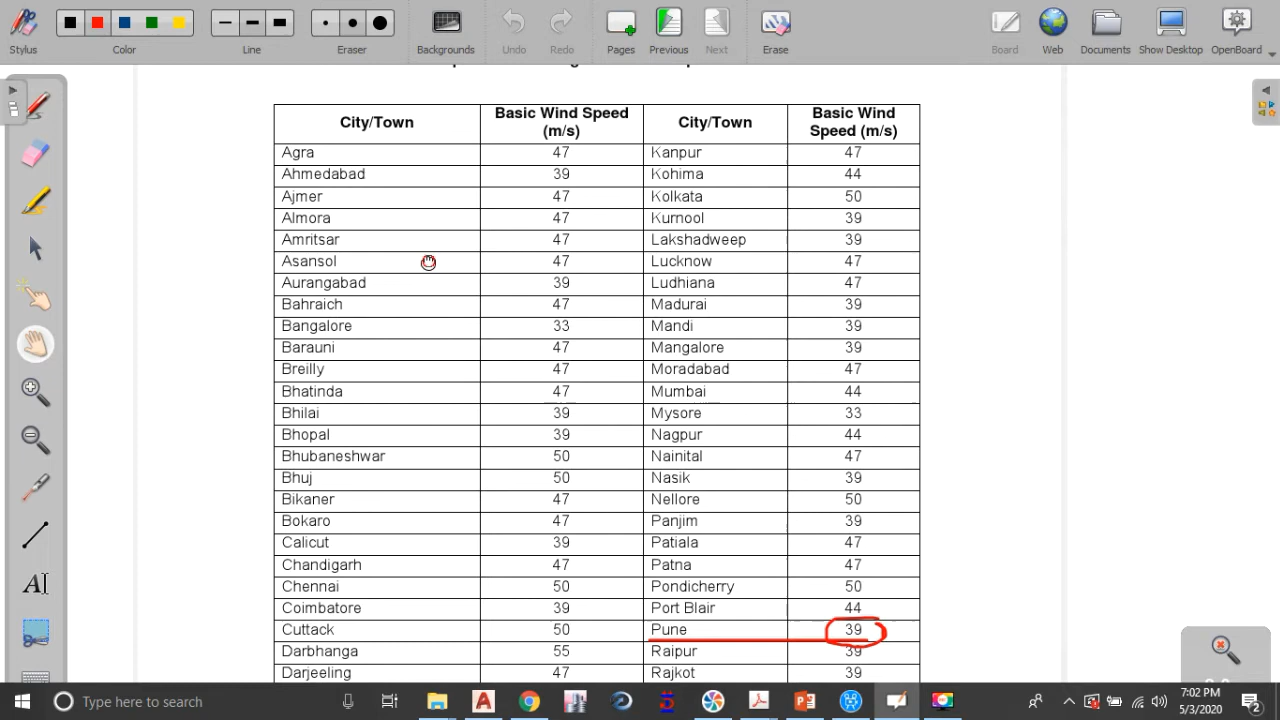 Stylus
Color
Line
Eraser
Backgrounds
Undo
Redo
Pages
Previous
Next
Erase
Board
Web
Documents
Show Desktop
OpenBoard
City/Town Basic Wind Speed (m/s) City/Town Basic Wind Speed (m/s)
Agra 47 Kanpur 47
Ahmedabad 39 Kohima 44
Ajmer 47 Kolkata 50
Almora 47 Kurnool 39
Amritsar 47 Lakshadweep 39
Asansol 47 Lucknow 47
Aurangabad 39 Ludhiana 47
Bahraich 47 Madurai 39
Bangalore 33 Mandi 39
Barauni 47 Mangalore 39
Breilly 47 Moradabad 47
Bhatinda 47 Mumbai 44
Bhilai 39 Mysore 33
Bhopal 39 Nagpur 44
Bhubaneshwar 50 Nainital 47
Bhuj 50 Nasik 39
Bikaner 47 Nellore 50
Bokaro 47 Panjim 39
Calicut 39 Patiala 47
Chandigarh 47 Patna 47
Chennai 50 Pondicherry 50
Coimbatore 39 Port Blair 44
Cuttack 50 Pune 39
Darbhanga 55 Raipur 39
Darjeeling 47 Rajkot 39
Type here to search
7:02 PM
5/3/2020